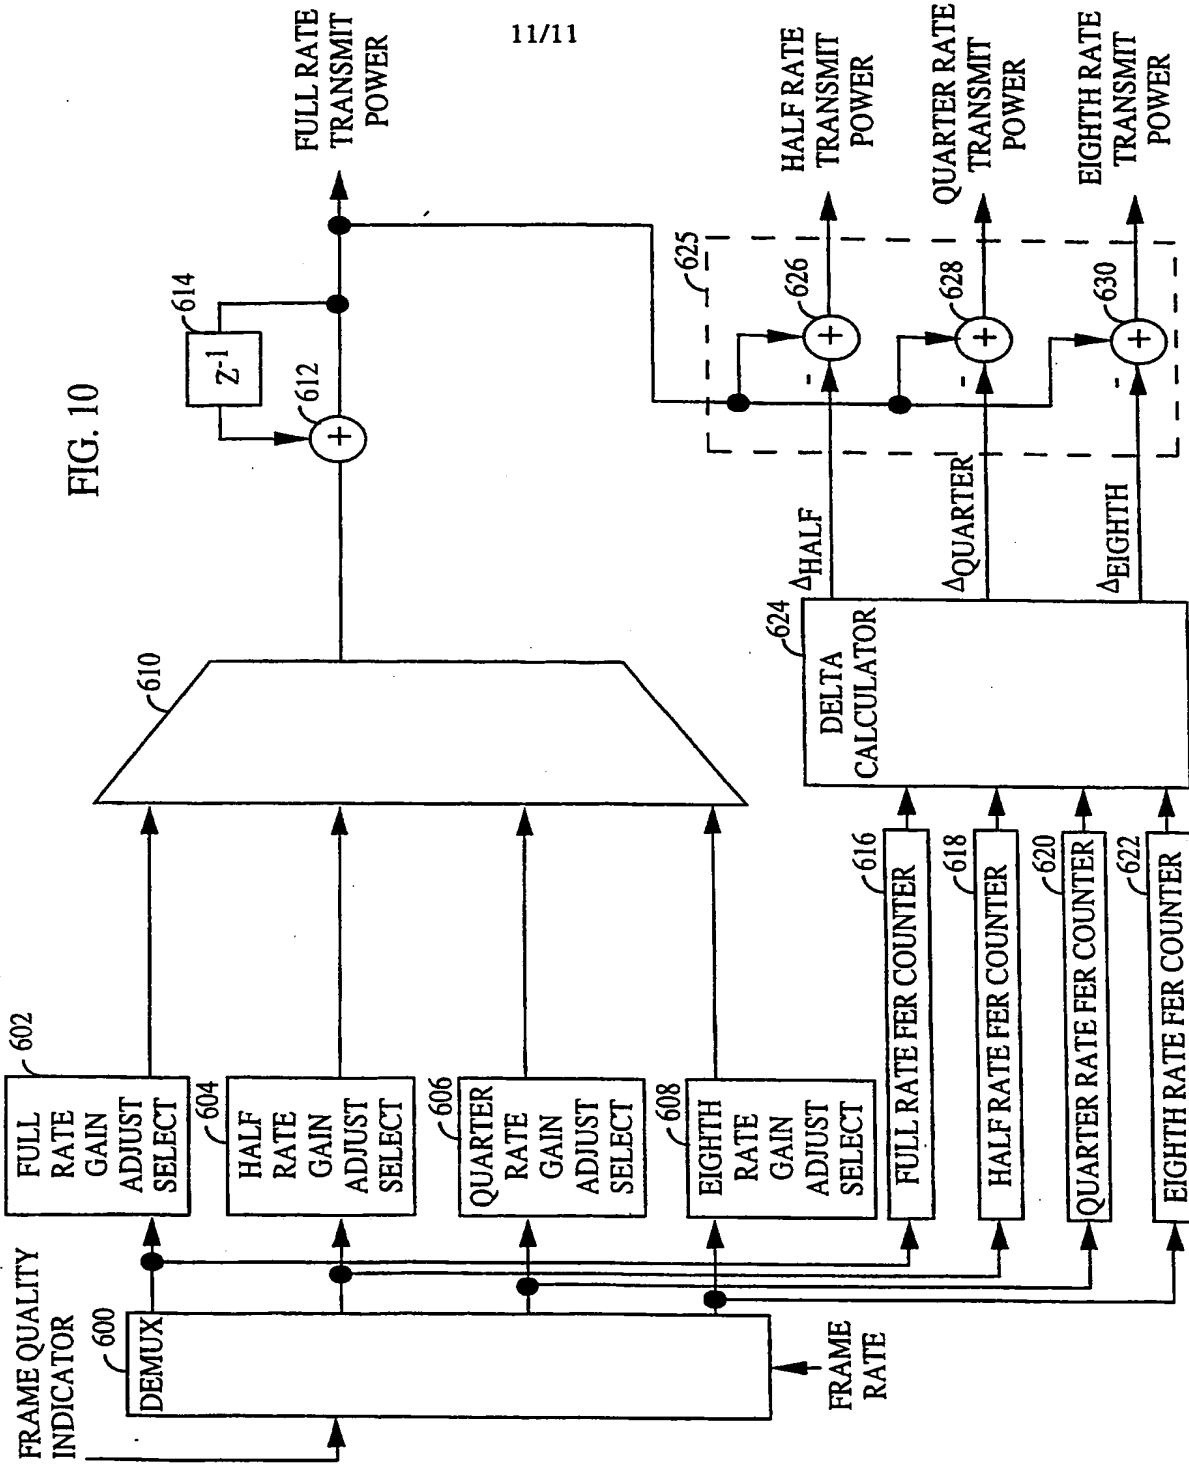 11/11
FIG. 10
FRAME QUALITY
INDICATOR
600
DEMUX
FRAME
RATE
602
FULL
RATE
GAIN
ADJUST
SELECT
604
HALF
RATE
GAIN
ADJUST
SELECT
606
QUARTER
RATE
GAIN
ADJUST
SELECT
608
EIGHTH
RATE
GAIN
ADJUST
SELECT
610
612
+
614
Z-1
FULL RATE
TRANSMIT
POWER
616
FULL RATE FER COUNTER
618
HALF RATE FER COUNTER
620
QUARTER RATE FER COUNTER
622
EIGHTH RATE FER COUNTER
624
DELTA
CALCULATOR
ΔHALF
ΔQUARTER
ΔEIGHTH
625
626
+
-
628
+
-
630
+
-
HALF RATE
TRANSMIT
POWER
QUARTER RATE
TRANSMIT
POWER
EIGHTH RATE
TRANSMIT
POWER